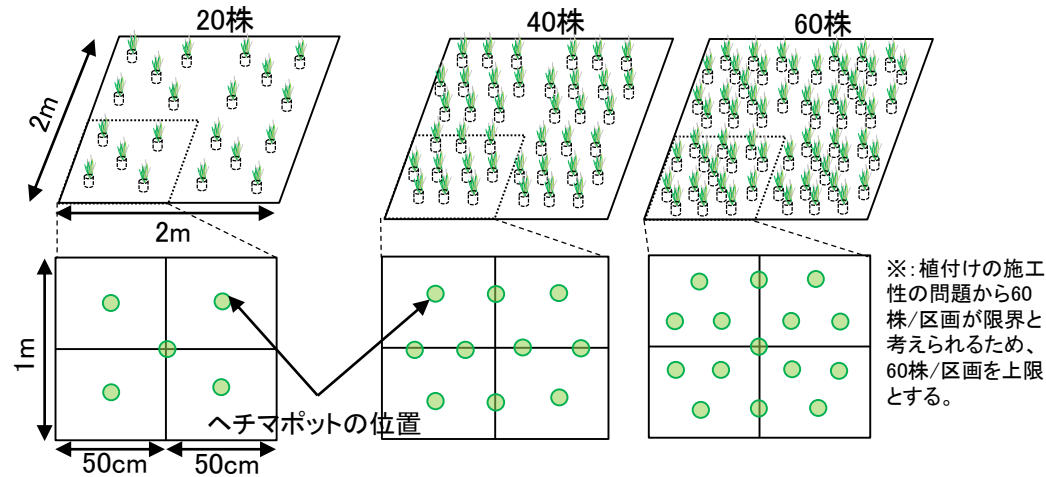 20株
40株
60株
2m
2m
1m
50cm
50cm
ヘチマポットの位置
※:植付けの施工
性の問題から60
株/区画が限界と
考えられるため、
60株/区画を上限
とする。